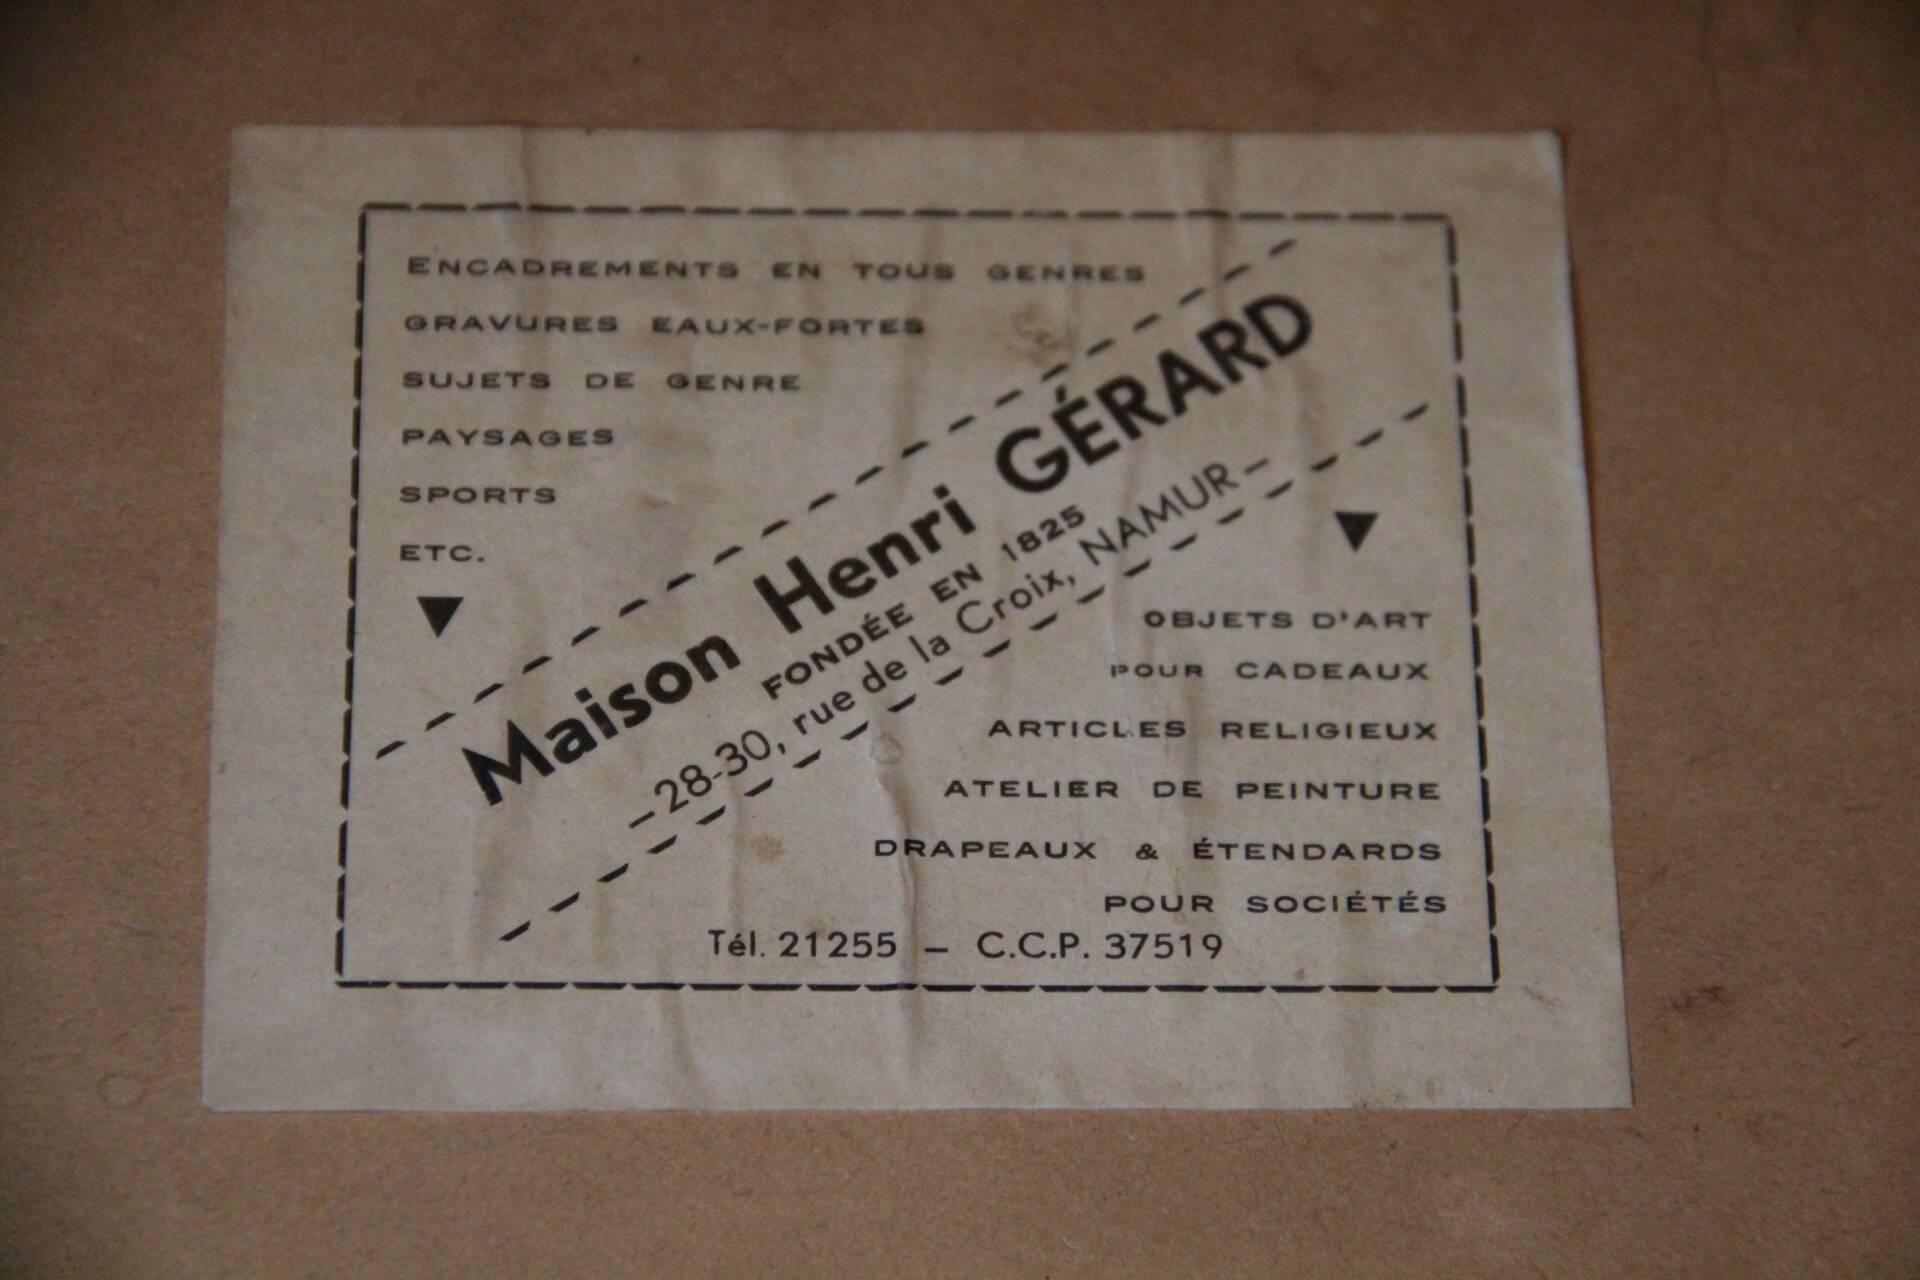 ENCADREMENTS EN TOUS GENRES
GRAVURES EAUX-FORTES
SUJETS DE GENRE
PAYSAGES
SPORTS
ETC.
Maison Henri GÉRARD
FONDÉE EN 1825
- 28-30, rue de la Croix, NAMUR -
OBJETS D'ART
POUR CADEAUX
ARTICLES RELIGIEUX
ATELIER DE PEINTURE
DRAPEAUX & ÉTENDARDS
POUR SOCIÉTÉS
Tél. 21255 – C.C.P. 37519